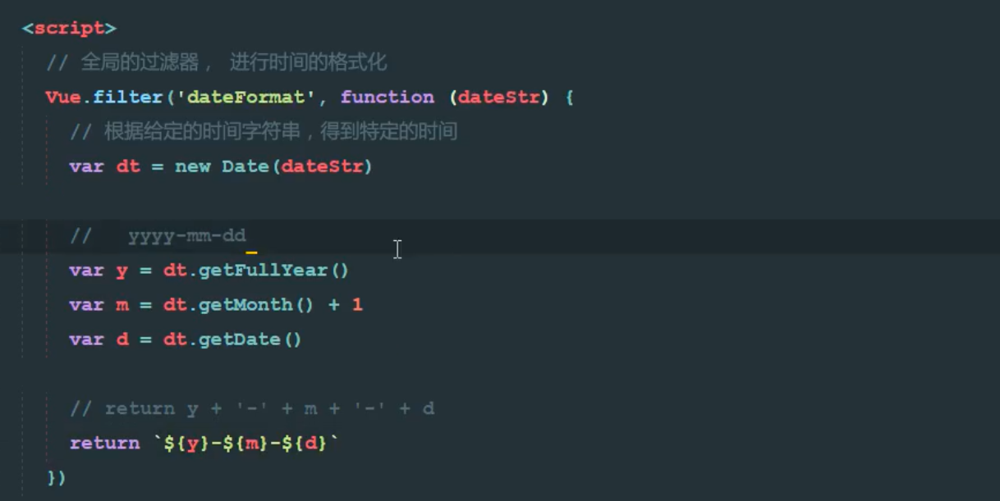 <script>
// 全局的过滤器， 进行时间的格式化
Vue.filter('dateFormat', function (dateStr) {
// 根据给定的时间字符串，得到特定的时间
var dt = new Date(dateStr)
//   yyyy-mm-dd
var y = dt.getFullYear()
var m = dt.getMonth() + 1
var d = dt.getDate()
// return y + '-' + m + '-' + d
return `${y}-${m}-${d}`
})